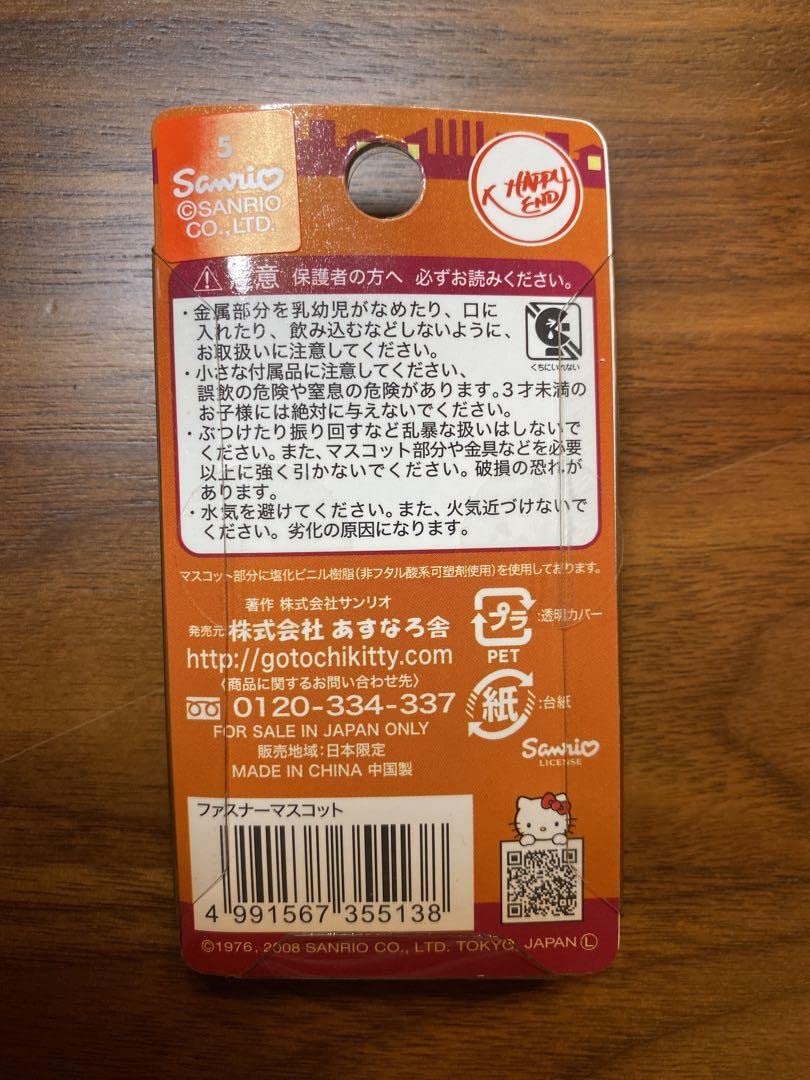 5
Sanrio
©SANRIO
CO.,LTD.
HAPPY
END
注意 保護者の方へ 必ずお読みください。
・金属部分を乳幼児がなめたり、口に
入れたり、飲み込むなどしないように、
お取扱いに注意してください。
くちにいれない
・小さな付属品に注意してください、
誤飲の危険や窒息の危険があります。3才未満の
お子様には絶対に与えないでください。
・ぶつけたり振り回すなど乱暴な扱いはしないで
ください。また、マスコット部分や金具などを必要
以上に強く引かないでください。破損の恐れが
あります。
・水気を避けてください。また、火気近づけないで
ください。劣化の原因になります。
マスコット部分に塩化ビニル樹脂(非フタル酸系可塑剤使用)を使用しております。
著作 株式会社サンリオ
発売元 株式会社 あすなろ舎
http://gotochikitty.com
〈商品に関するお問い合わせ先〉
0120-334-337
FOR SALE IN JAPAN ONLY
販売地域:日本限定
MADE IN CHINA 中国製
プラ :透明カバー
PET
紙 :台紙
Sanrio
LICENSE
ファスナーマスコット
4 991567 355138
©1976, 2008 SANRIO CO., LTD. TOKYO, JAPAN Ⓛ